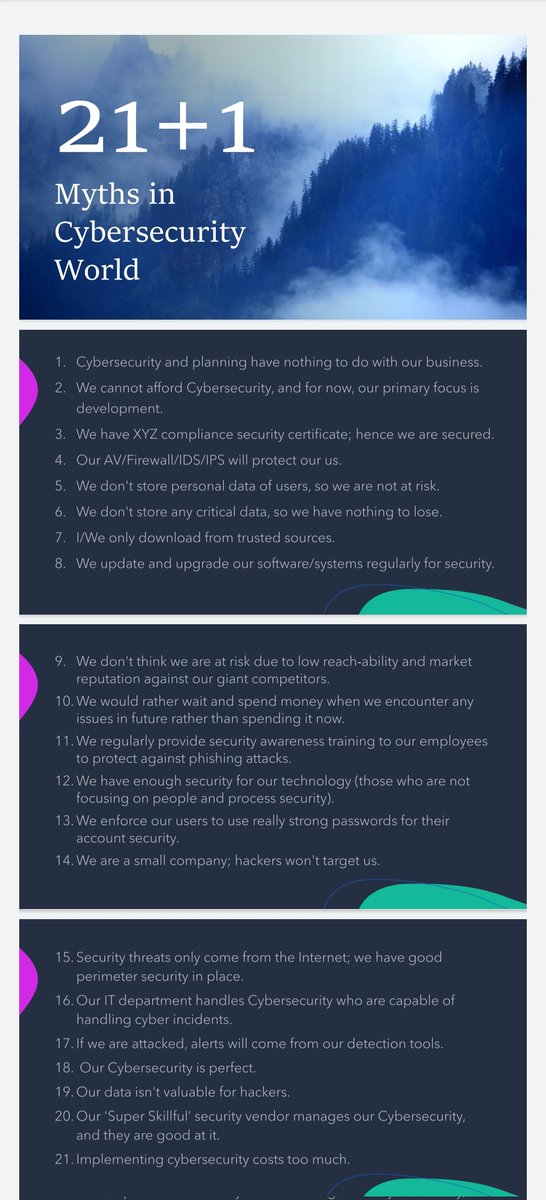 21+1
Myths in
Cybersecurity
World
1. Cybersecurity and planning have nothing to do with our business.
2. We cannot afford Cybersecurity, and for now, our primary focus is
development.
3. We have XYZ compliance security certificate; hence we are secured.
4. Our AV/Firewall/IDS/IPS will protect our us.
5. We don't store personal data of users, so we are not at risk.
6. We don't store any critical data, so we have nothing to lose.
7. I/We only download from trusted sources.
8. We update and upgrade our software/systems regularly for security.
9. We don't think we are at risk due to low reach-ability and market
reputation against our giant competitors.
10. We would rather wait and spend money when we encounter any
issues in future rather than spending it now.
11. We regularly provide security awareness training to our employees
to protect against phishing attacks.
12. We have enough security for our technology (those who are not
focusing on people and process security).
13. We enforce our users to use really strong passwords for their
account security.
14. We are a small company; hackers won't target us.
15. Security threats only come from the Internet; we have good
perimeter security in place.
16. Our IT department handles Cybersecurity who are capable of
handling cyber incidents.
17. If we are attacked, alerts will come from our detection tools.
18. Our Cybersecurity is perfect.
19. Our data isn't valuable for hackers.
20. Our 'Super Skillful' security vendor manages our Cybersecurity,
and they are good at it.
21. Implementing cybersecurity costs too much.